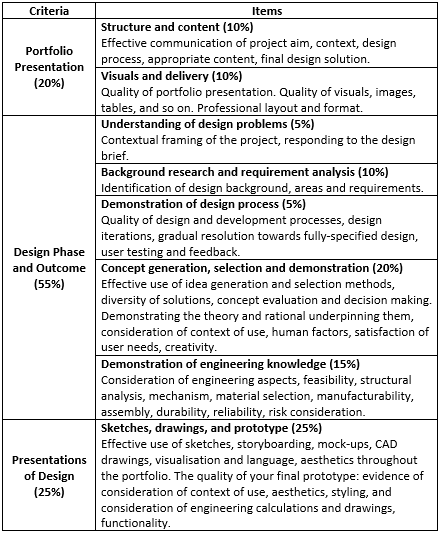 Criteria Items
Portfolio Presentation (20%)
Structure and content (10%)
Effective communication of project aim, context, design
process, appropriate content, final design solution.
Visuals and delivery (10%)
Quality of portfolio presentation. Quality of visuals, images,
tables, and so on. Professional layout and format.
Design Phase and Outcome (55%)
Understanding of design problems (5%)
Contextual framing of the project, responding to the design
brief.
Background research and requirement analysis (10%)
Identification of design background, areas and requirements.
Demonstration of design process (5%)
Quality of design and development processes, design
iterations, gradual resolution towards fully-specified design,
user testing and feedback.
Concept generation, selection and demonstration (20%)
Effective use of idea generation and selection methods,
diversity of solutions, concept evaluation and decision making.
Demonstrating the theory and rational underpinning them,
consideration of context of use, human factors, satisfaction of
user needs, creativity.
Demonstration of engineering knowledge (15%)
Consideration of engineering aspects, feasibility, structural
analysis, mechanism, material selection, manufacturability,
assembly, durability, reliability, risk consideration.
Presentations of Design (25%)
Sketches, drawings, and prototype (25%)
Effective use of sketches, storyboarding, mock-ups, CAD
drawings, visualisation and language, aesthetics throughout
the portfolio. The quality of your final prototype: evidence of
consideration of context of use, aesthetics, styling, and
consideration of engineering calculations and drawings,
functionality.